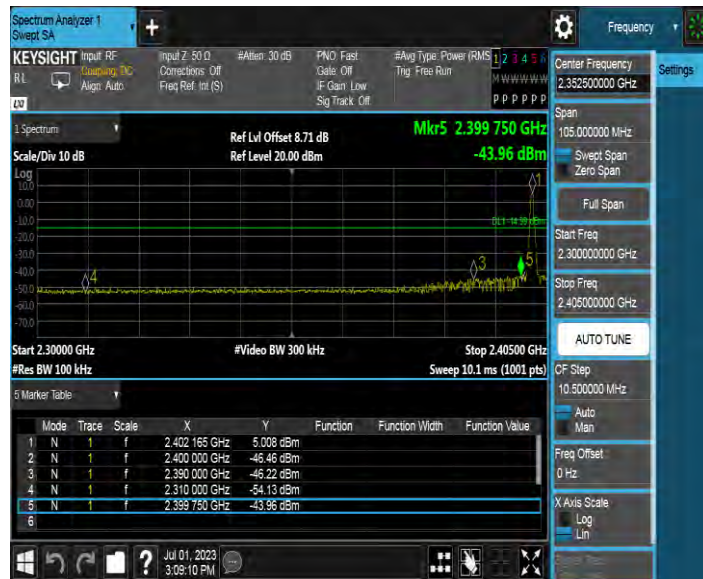 Spectrum Analyzer 1
Swept SA
+
Frequency
KEYSIGHT
Input: RF
Coupling: DC
Align: Auto
Input Z: 50 Ω
Corrections: Off
Freq Ref: Int (S)
#Atten: 30 dB
PNO: Fast
Gate: Off
IF Gain: Low
Sig Track: Off
#Avg Type: Power (RMS
Trig: Free Run
1 2 3 4 5 6
M W W W W W
P P P P P P
RL
LXI
Center Frequency
2.352500000 GHz
Settings
1 Spectrum
Ref Lvl Offset 8.71 dB
Mkr5 2.399 750 GHz
Scale/Div 10 dB
Ref Level 20.00 dBm
-43.96 dBm
Span
105.000000 MHz
Swept Span
Zero Span
Full Span
Start Freq
2.300000000 GHz
Stop Freq
2.405000000 GHz
AUTO TUNE
CF Step
10.500000 MHz
Auto
Man
Freq Offset
0 Hz
X Axis Scale
Log
Lin
Log
10.0
0.00
-10.0
-20.0
-30.0
-40.0
-50.0
-60.0
-70.0
1
DL1 -14.99 dBm
3
5
4
Start 2.30000 GHz
#Video BW 300 kHz
Stop 2.40500 GHz
#Res BW 100 kHz
Sweep 10.1 ms (1001 pts)
5 Marker Table
Mode Trace Scale X Y Function Function Width Function Value
1 N 1 f 2.402 165 GHz 5.008 dBm
2 N 1 f 2.400 000 GHz -46.46 dBm
3 N 1 f 2.390 000 GHz -46.22 dBm
4 N 1 f 2.310 000 GHz -54.13 dBm
5 N 1 f 2.399 750 GHz -43.96 dBm
6
?
Jul 01, 2023
3:09:10 PM